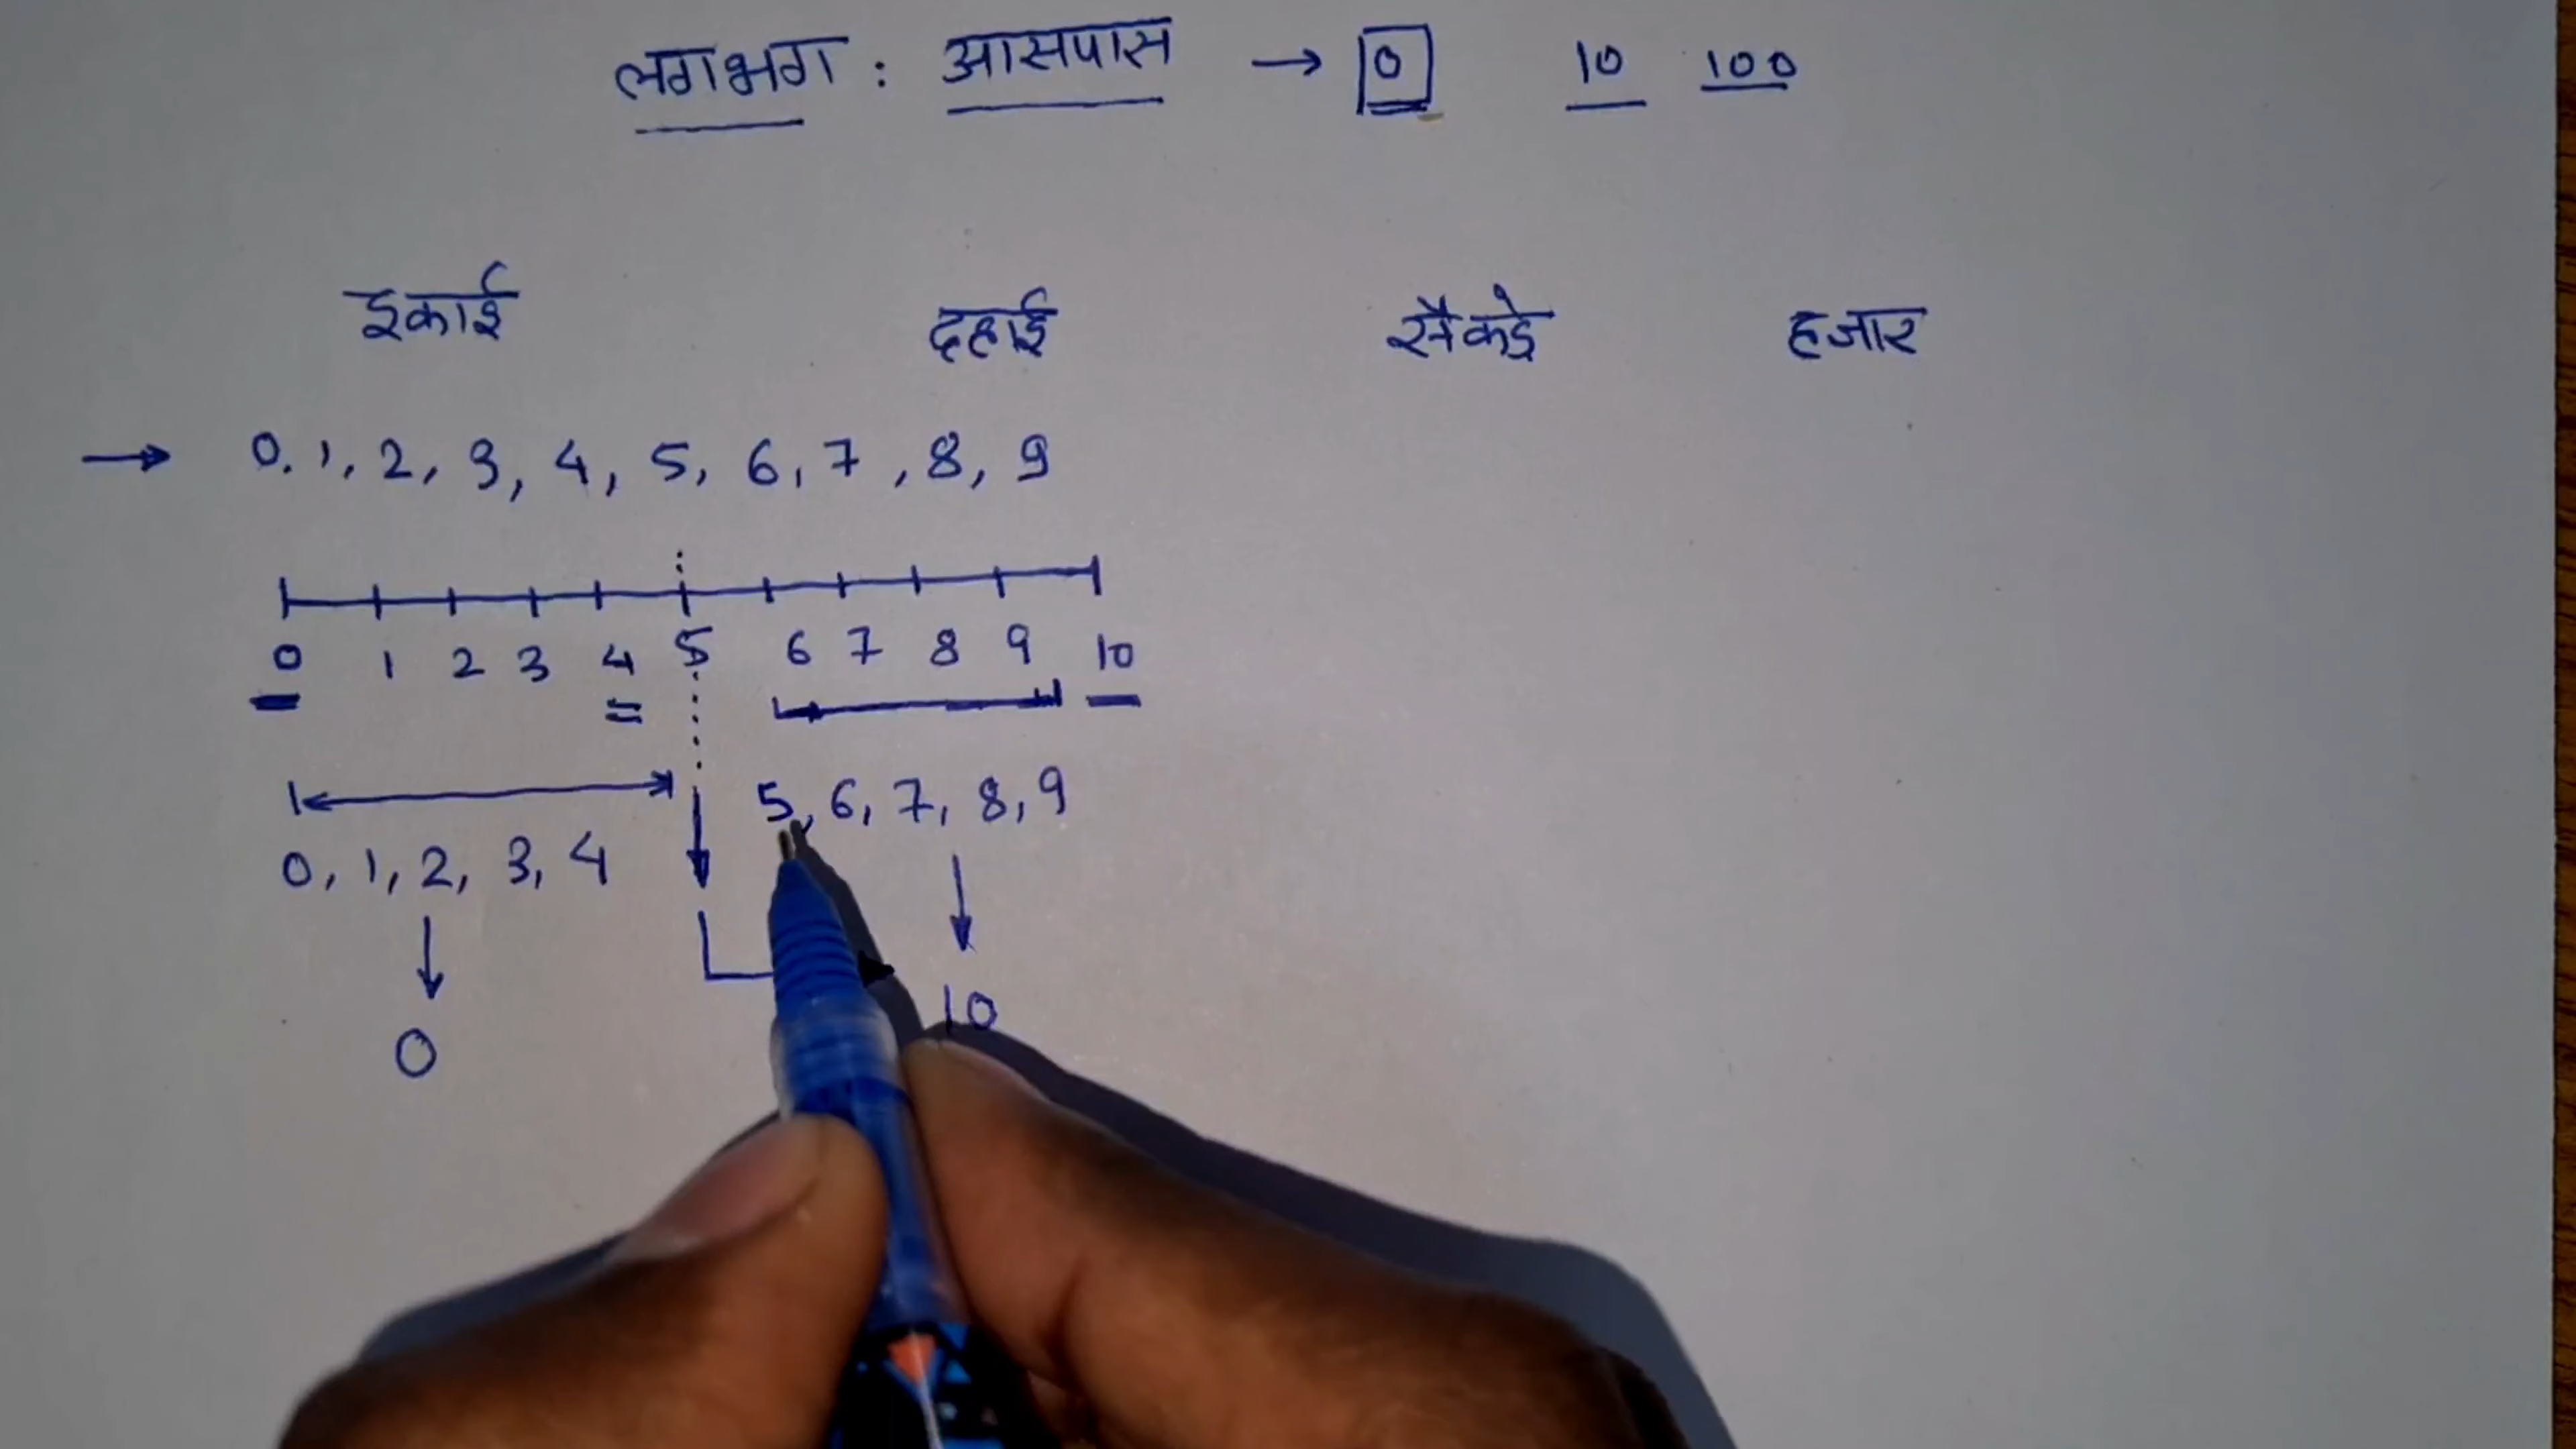 लगभग : आसपास → 0 10 100
इकाई दहाई सैकड़े हजार
→ 0, 1, 2, 3, 4, 5, 6, 7, 8, 9
0 1 2 3 4 5 6 7 8 9 10
5, 6, 7, 8, 9
0, 1, 2, 3, 4
10
0